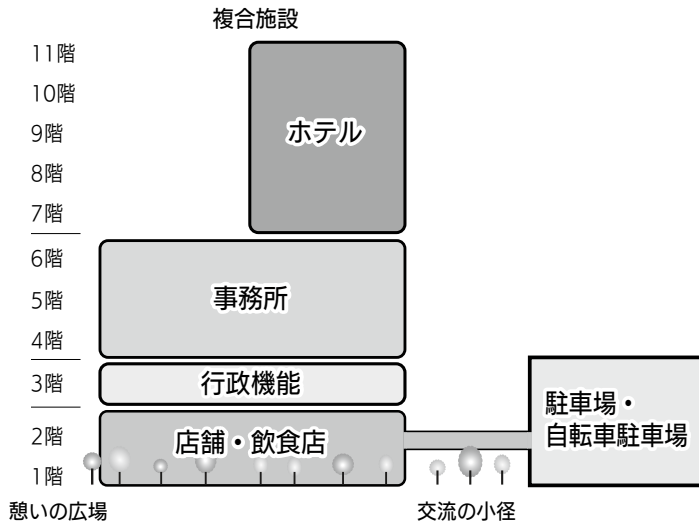 複合施設
11階
10階
9階
8階
7階
6階
5階
4階
3階
2階
1階
ホテル
事務所
行政機能
店舗・飲食店
駐車場・
自転車駐車場
憩いの広場
交流の小径